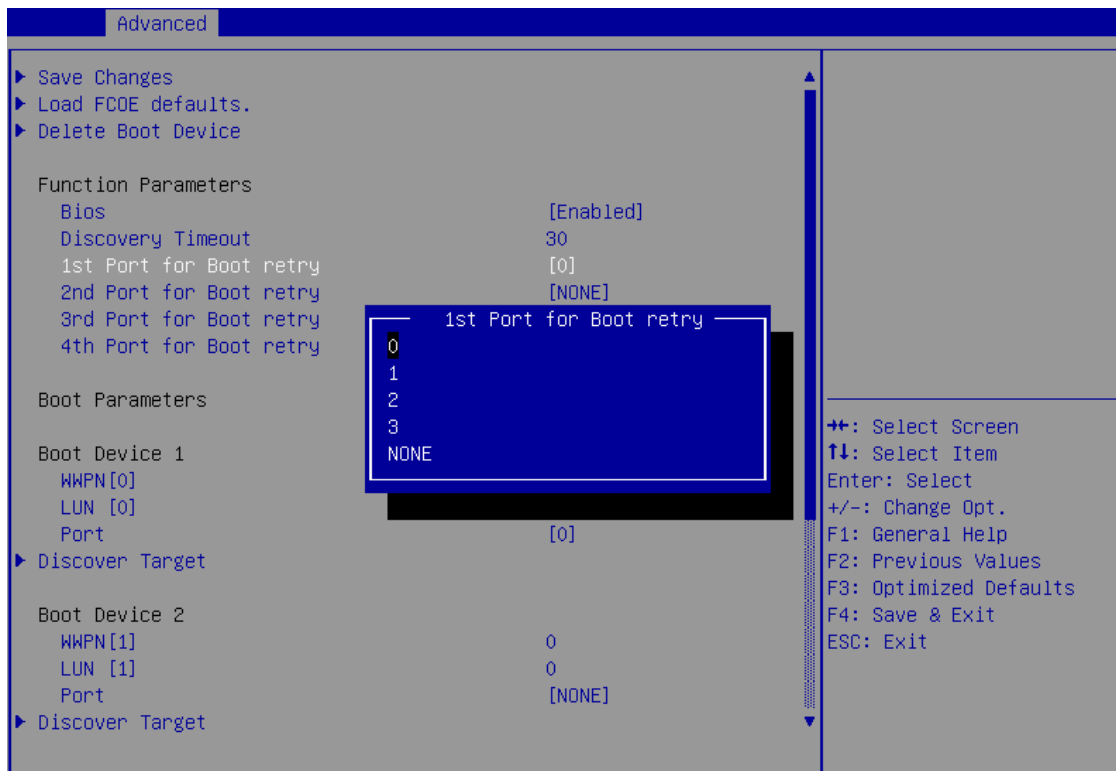 Advanced
Save Changes
Load FCOE defaults.
Delete Boot Device
Function Parameters
Bios [Enabled]
Discovery Timeout 30
1st Port for Boot retry [0]
2nd Port for Boot retry [NONE]
3rd Port for Boot retry
4th Port for Boot retry
1st Port for Boot retry
0
1
2
3
NONE
Boot Parameters
Boot Device 1
WWPN[0]
LUN [0]
Port [0]
Discover Target
Boot Device 2
WWPN[1] 0
LUN [1] 0
Port [NONE]
Discover Target
→←: Select Screen
↑↓: Select Item
Enter: Select
+/-: Change Opt.
F1: General Help
F2: Previous Values
F3: Optimized Defaults
F4: Save & Exit
ESC: Exit